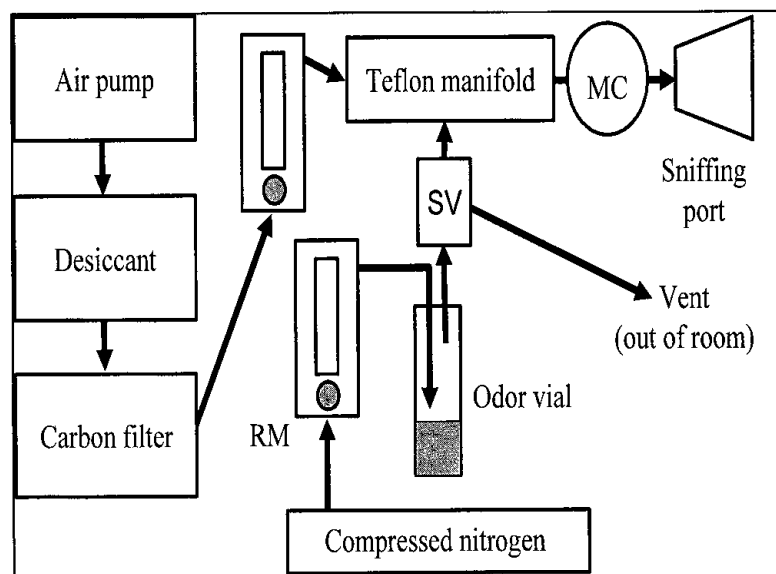 Air pump
Desiccant
Carbon filter
Teflon manifold
MC
Sniffing
port
SV
Vent
(out of room)
Odor vial
RM
Compressed nitrogen